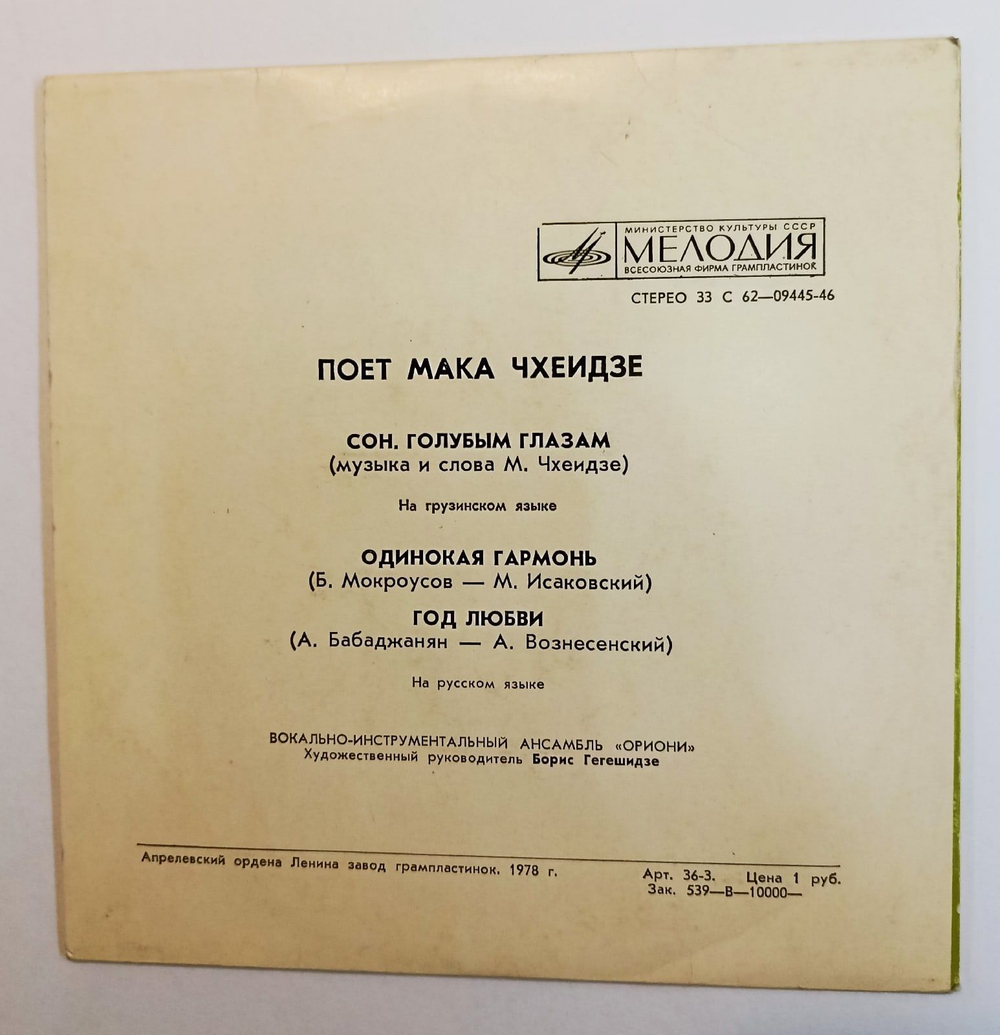 МИНИСТЕРСТВО КУЛЬТУРЫ СССР
МЕЛОДИЯ
ВСЕСОЮЗНАЯ ФИРМА ГРАМПЛАСТИНОК
СТЕРЕО 33 С 62—09445-46
ПОЕТ МАКА ЧХЕИДЗЕ
СОН. ГОЛУБЫМ ГЛАЗАМ
(музыка и слова М. Чхеидзе)
На грузинском языке
ОДИНОКАЯ ГАРМОНЬ
(Б. Мокроусов — М. Исаковский)
ГОД ЛЮБВИ
(А. Бабаджанян — А. Вознесенский)
На русском языке
ВОКАЛЬНО-ИНСТРУМЕНТАЛЬНЫЙ АНСАМБЛЬ «ОРИОНИ»
Художественный руководитель Борис Гегешидзе
Апрелевский ордена Ленина завод грампластинок. 1978 г.
Арт. 36-3. Цена 1 руб.
Зак. 539—В—10000—